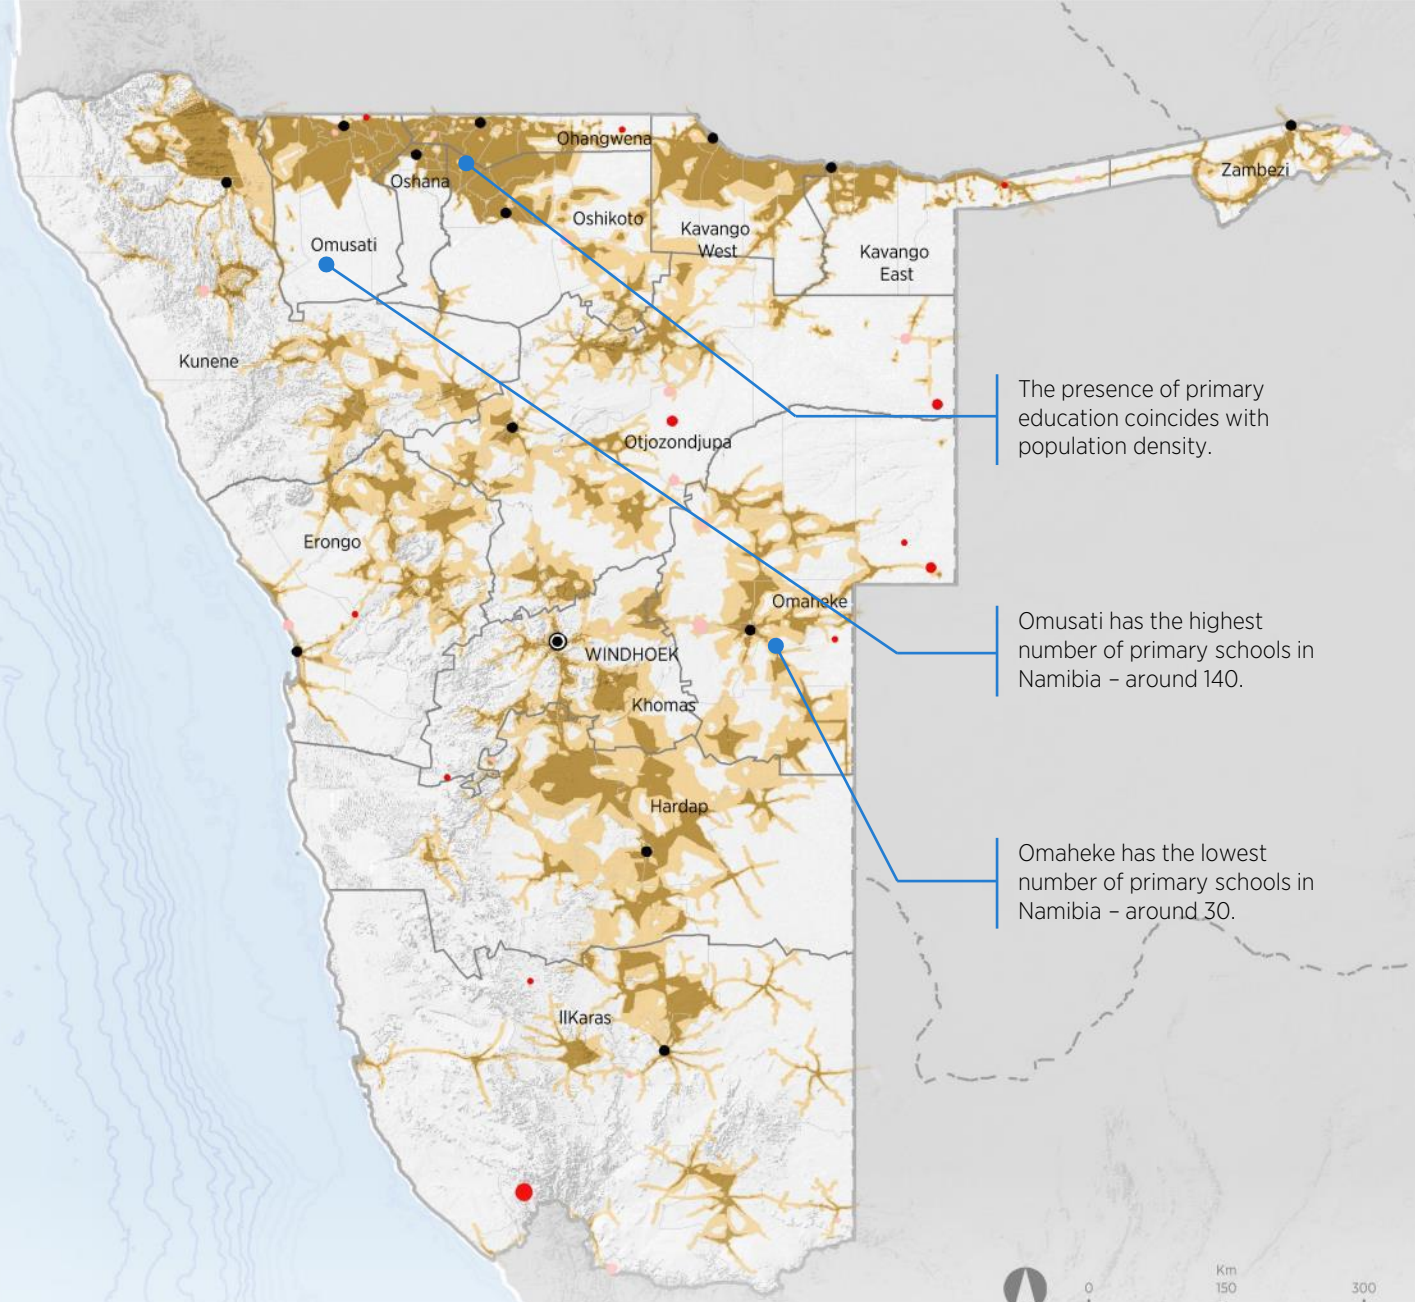 Ohangwena
Oshana
Zambezi
Oshikoto
Omusati
Kavango
West
Kavango
East
Kunene
The presence of primary
education coincides with
population density.
Otjozondjupa
Erongo
Omaheke
Omusati has the highest
number of primary schools in
Namibia – around 140.
WINDHOEK
Khomas
Hardap
Omaheke has the lowest
number of primary schools in
Namibia – around 30.
IIKaras
Km
0 150 300